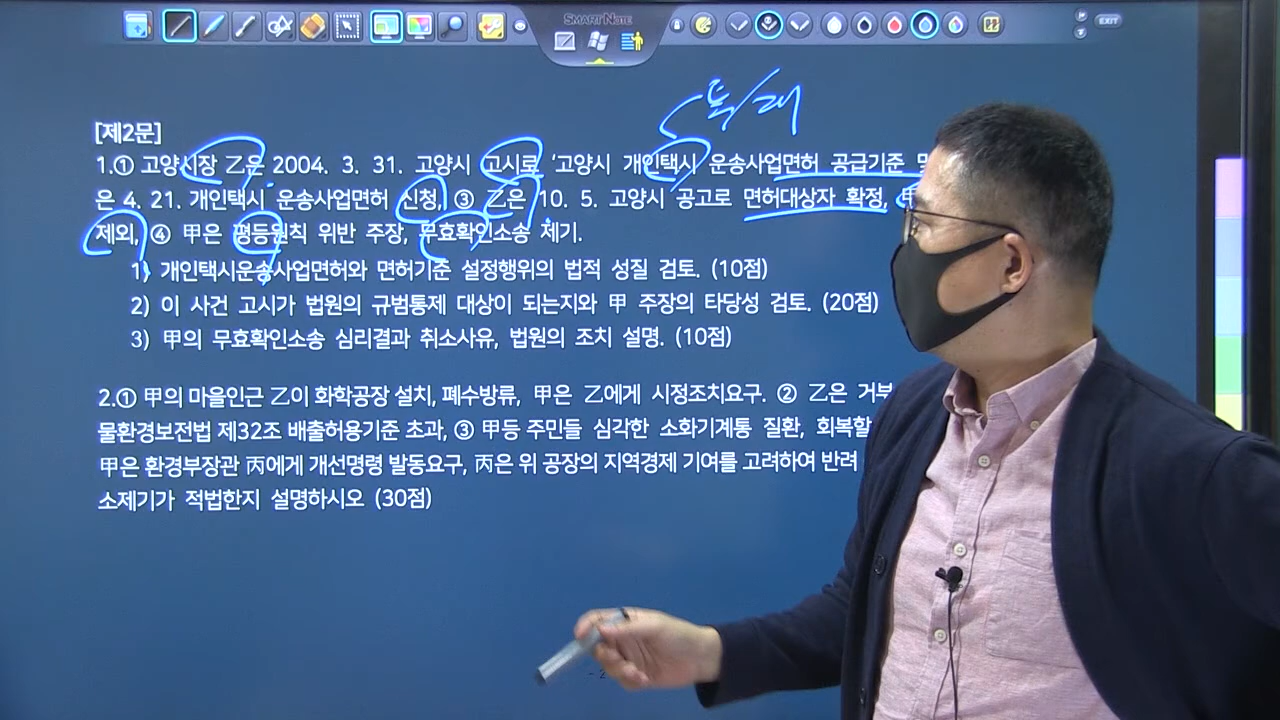 SMARTNOTE
EXIT
특/재
[제2문]
1.① 고양시장 乙은 2004. 3. 31. 고양시 고시로 '고양시 개인택시 운송사업면허 공급기준 및
은 4. 21. 개인택시 운송사업면허 신청, ③ 乙은 10. 5. 고양시 공고로 면허대상자 확정, 甲
제외, ④ 甲은 평등원칙 위반 주장, 무효확인소송 제기.
1) 개인택시운송사업면허와 면허기준 설정행위의 법적 성질 검토. (10점)
2) 이 사건 고시가 법원의 규범통제 대상이 되는지와 甲 주장의 타당성 검토. (20점)
3) 甲의 무효확인소송 심리결과 취소사유, 법원의 조치 설명. (10점)
2.① 甲의 마을인근 乙이 화학공장 설치, 폐수방류, 甲은 乙에게 시정조치요구. ② 乙은 거부
물환경보전법 제32조 배출허용기준 초과, ③ 甲등 주민들 심각한 소화기계통 질환, 회복할
甲은 환경부장관 丙에게 개선명령 발동요구, 丙은 위 공장의 지역경제 기여를 고려하여 반려
소제기가 적법한지 설명하시오 (30점)
- 2